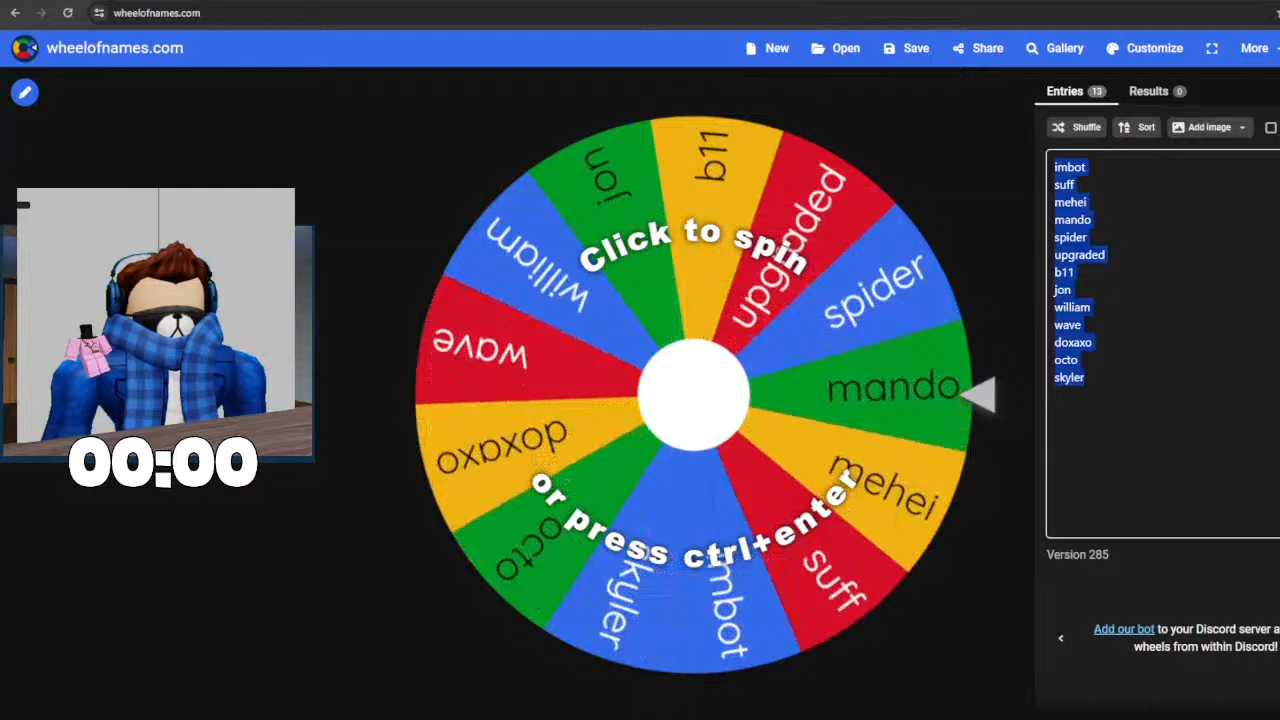 wheelofnames.com
wheelofnames.com
New
Open
Save
Share
Gallery
Customize
More
Entries 13
Results 0
Shuffle
Sort
Add image
imbot
suff
mehei
mando
spider
upgraded
b11
jon
william
wave
doxaxo
octo
skyler
Version 285
Add our bot to your Discord server a
wheels from within Discord!
Click to spin
or press ctrl+enter
jon
b11
upgraded
spider
mando
mehei
suff
imbot
skyler
octo
doxaxo
wave
william
00:00